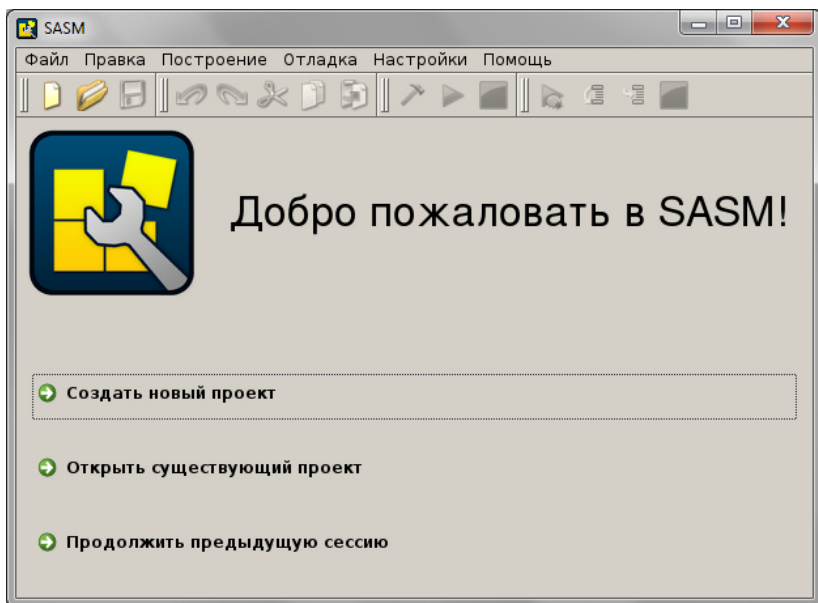 SASM
Файл Правка Построение Отладка Настройки Помощь
Добро пожаловать в SASM!
Создать новый проект
Открыть существующий проект
Продолжить предыдущую сессию